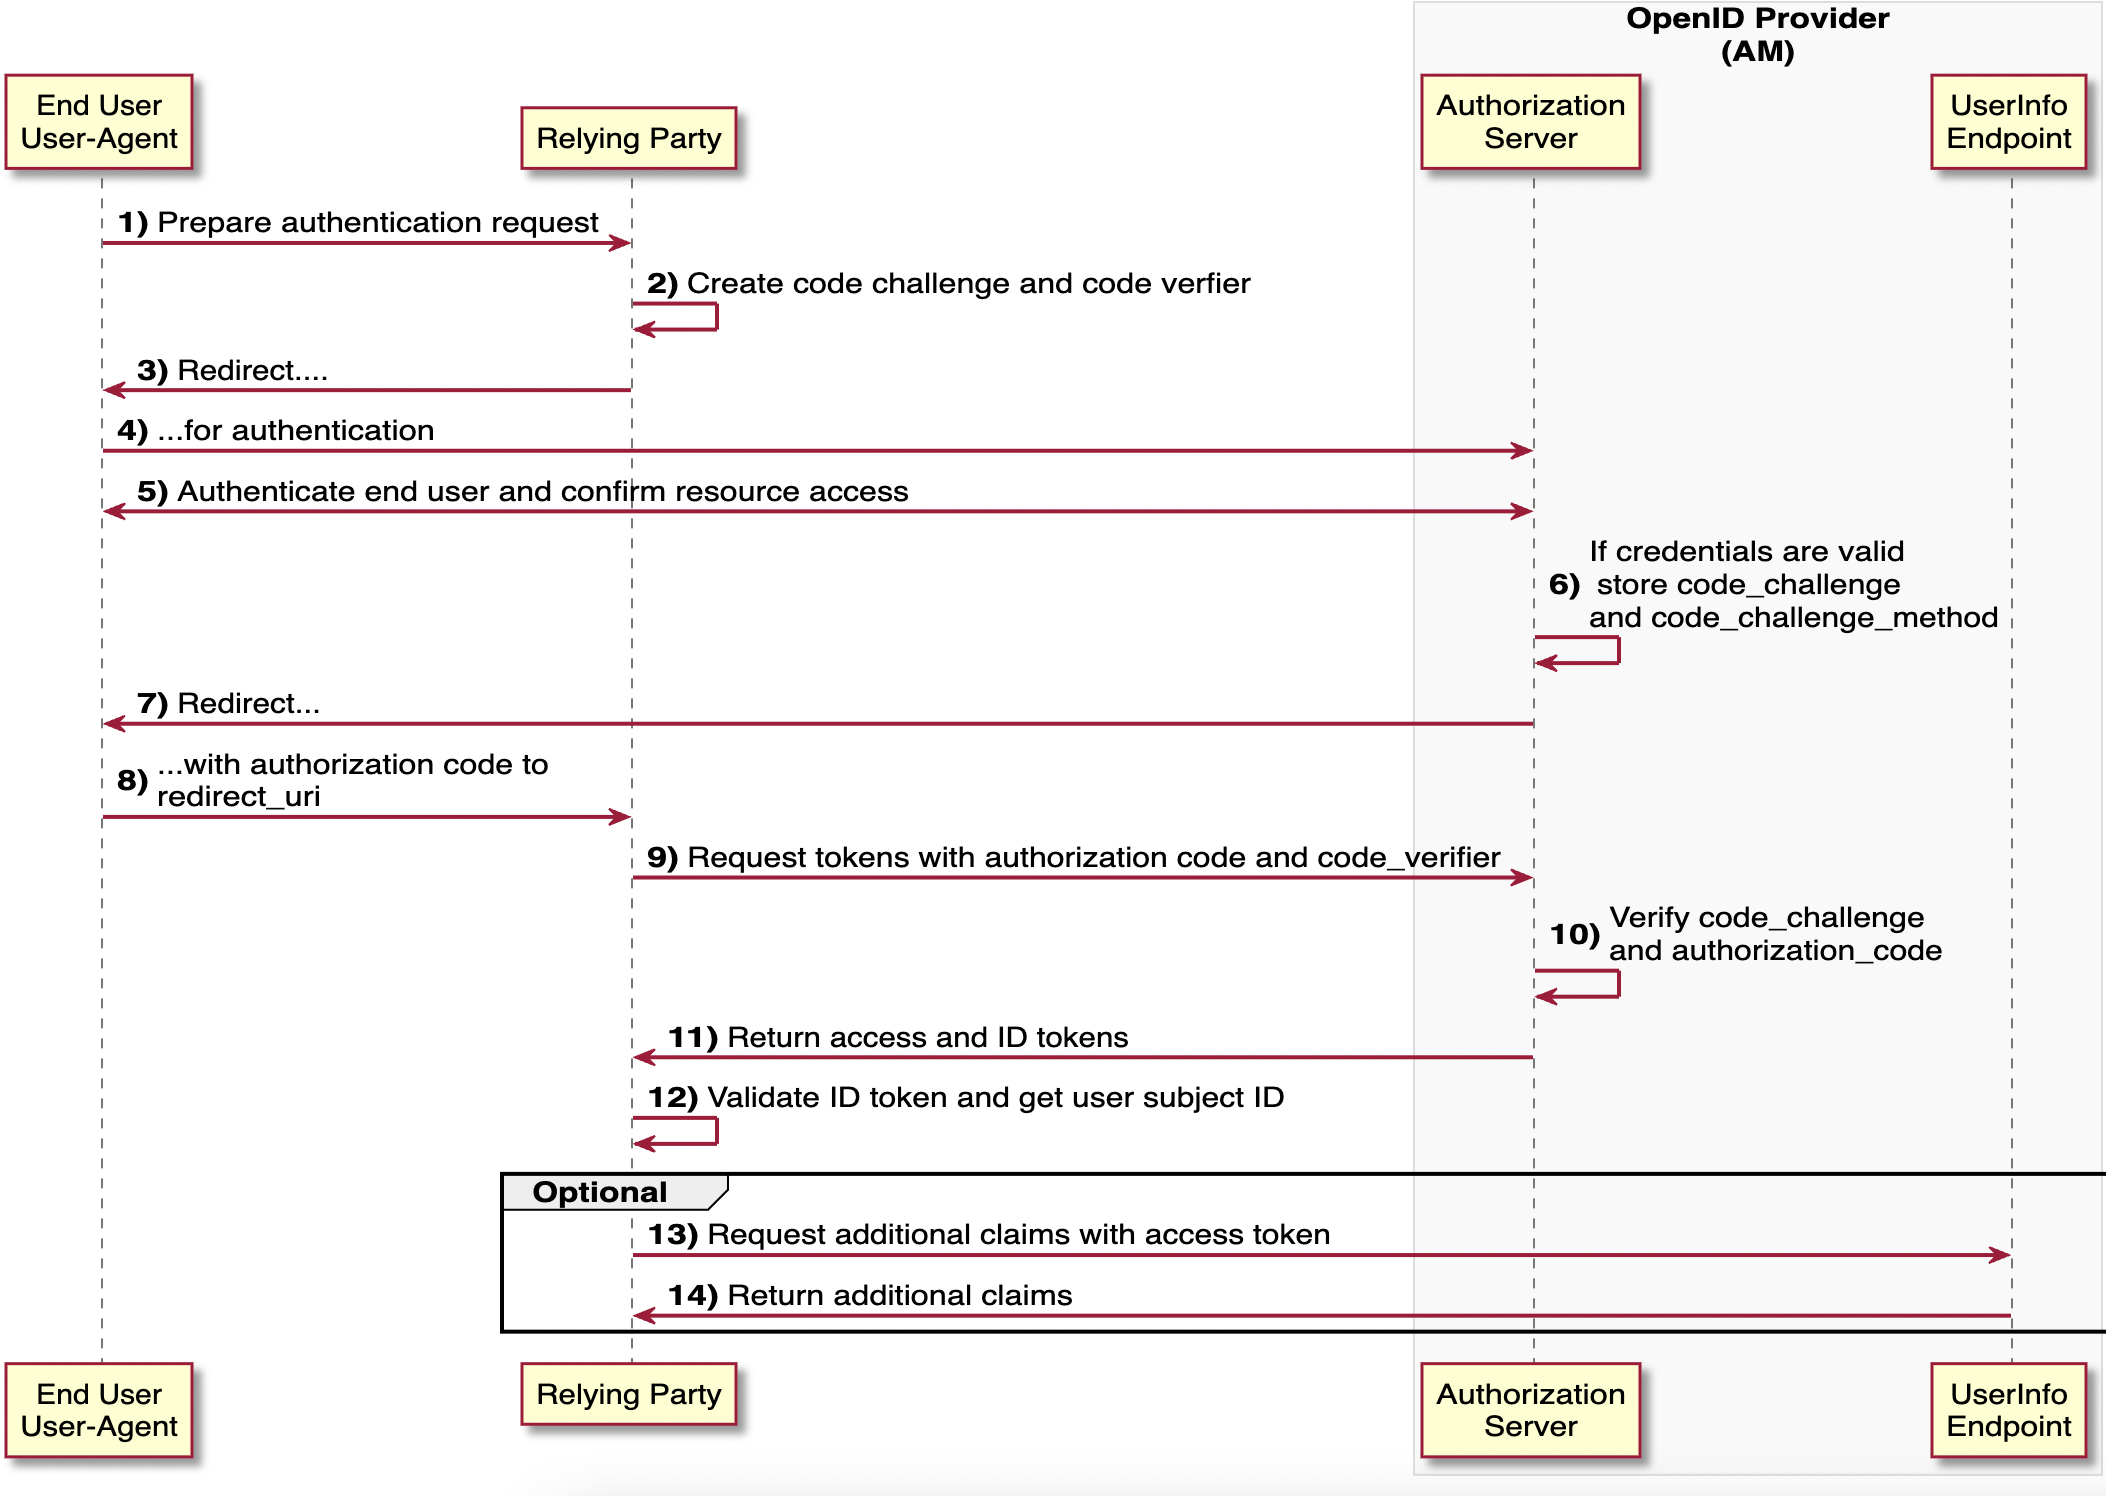 OpenID Provider
(AM)
End User
User-Agent
Relying Party
Authorization
Server
UserInfo
Endpoint
1) Prepare authentication request
2) Create code challenge and code verfier
3) Redirect....
4) ...for authentication
5) Authenticate end user and confirm resource access
If credentials are valid
6) store code_challenge
and code_challenge_method
7) Redirect...
8) ...with authorization code to
redirect_uri
9) Request tokens with authorization code and code_verifier
10) Verify code_challenge
and authorization_code
11) Return access and ID tokens
12) Validate ID token and get user subject ID
Optional
13) Request additional claims with access token
14) Return additional claims
End User
User-Agent
Relying Party
Authorization
Server
UserInfo
Endpoint